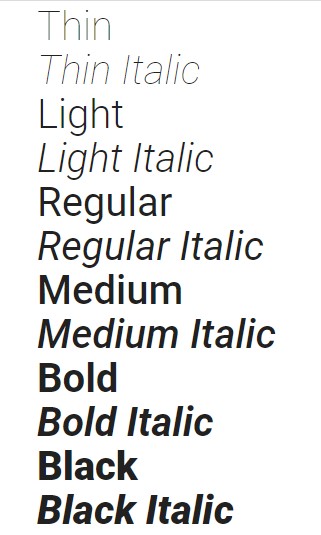 Thin
Thin Italic
Light
Light Italic
Regular
Regular Italic
Medium
Medium Italic
Bold
Bold Italic
Black
Black Italic